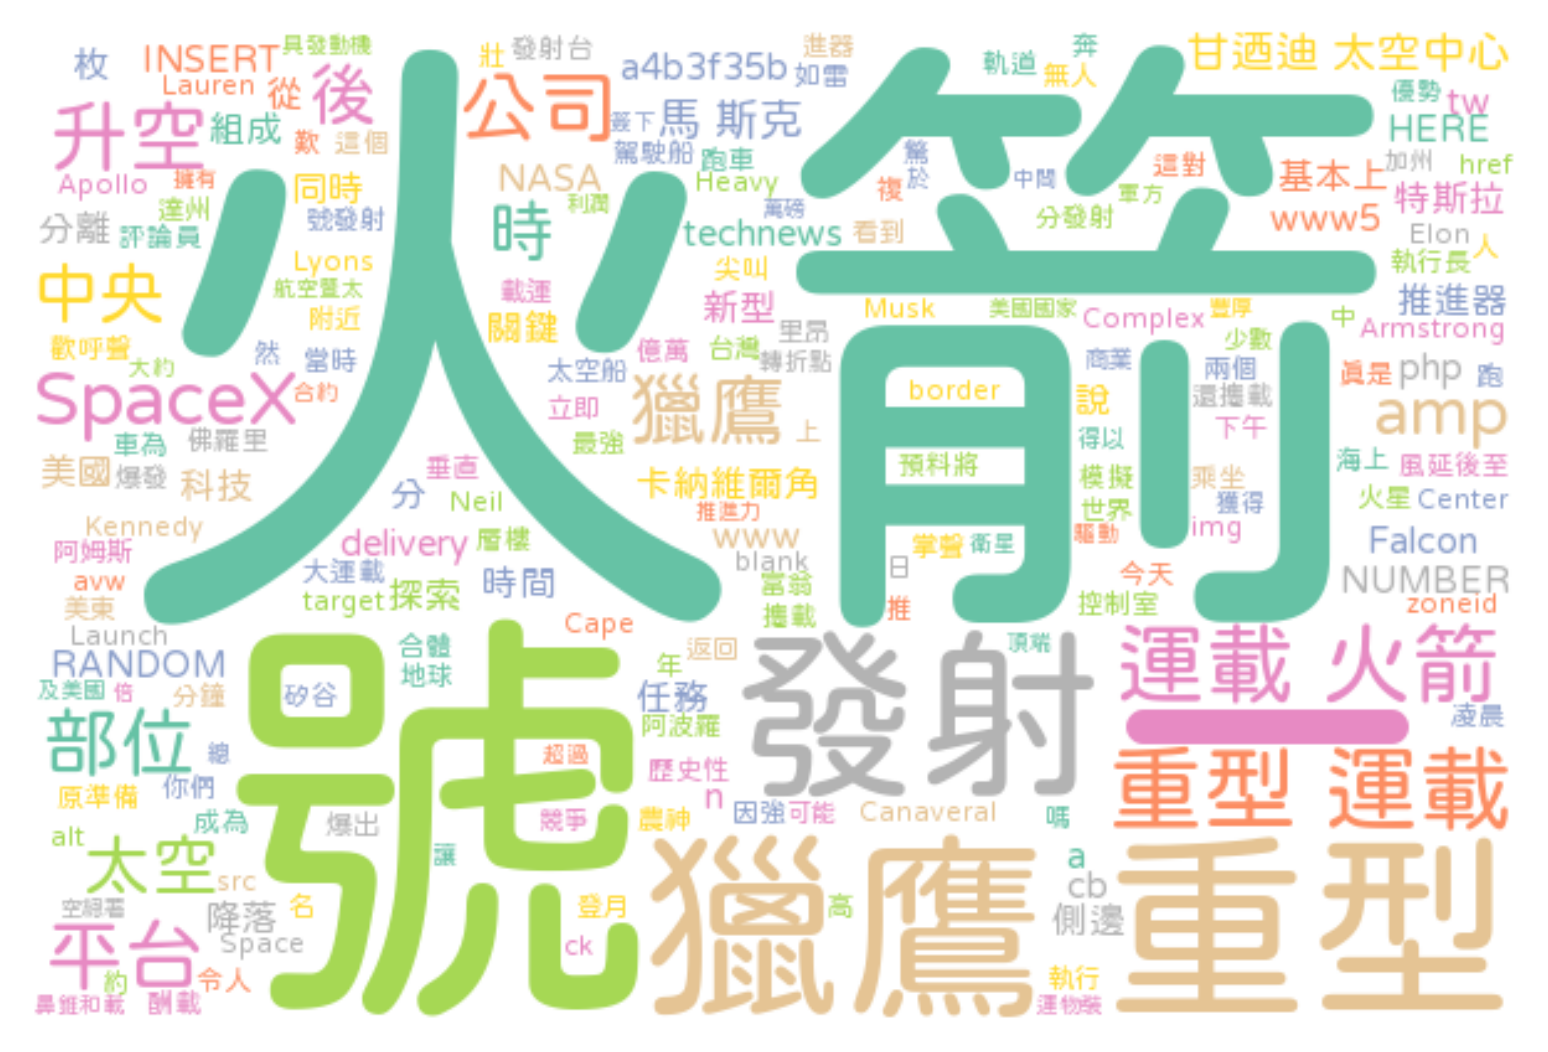 枚
INSERT
具發動機
Lauren
從
後
升空
組成
歎
這個
壯
發射台
公司
a4b3f35b
進器
如雷
簽下
馬 斯克
駕駛船
跑車
火箭
軌道
奔
無人
甘迺迪 太空中心
優勢
tw
HERE
加州
href
基本上
特斯拉
這對
軍方
www5
Elon
人
執行長
Apollo
擁有
達州
分離
評論員
同時
號發射
NASA
利潤
時
Heavy
萬磅
technews
看到
驚
於
複
中間
分發射
Lyons
中央
航空暨太
附近
載運
關鍵
尖叫
新型
里昂
Musk
美國國家
Complex
豐厚
少數
中
推進器
Armstrong
歡呼聲
大約
然
當時
億萬
台灣
轉折點
太空船
商業
兩個
真是
php
跑
SpaceX
合約
立即
獵鷹
上
border
說
還攜載
amp
車為
佛羅里
最強
得以
下午
美國
爆發
科技
垂直
分
Neil
卡納維爾角
推進力
預料將
模擬
乘坐
海上
風延後至
世界
獲得
火星
Center
Kennedy
阿姆斯
delivery
層樓
www
blank
掌聲
衛星
驅動
img
Falcon
avw
美東
大運載
target
探索
時間
富翁
攜載
日
推
今天
控制室
NUMBER
zoneid
Launch
RANDOM
Cape
合體
地球
返回
年
任務
阿波羅
發射
頂端
運載_火箭
及美國
倍
分鐘
矽谷
凌晨
部位
總
號
超過
歷史性
n
重型 運載
原準備
你們
成為
爆出
競爭
農神
因強
可能
Canaveral
嗎
alt
太空
src
讓
獵鷹
高
a
cb
側邊
重型
降落
名
登月
平台
Space
ck
約
令人
執行
鼻錐和載
酬載
運物裝